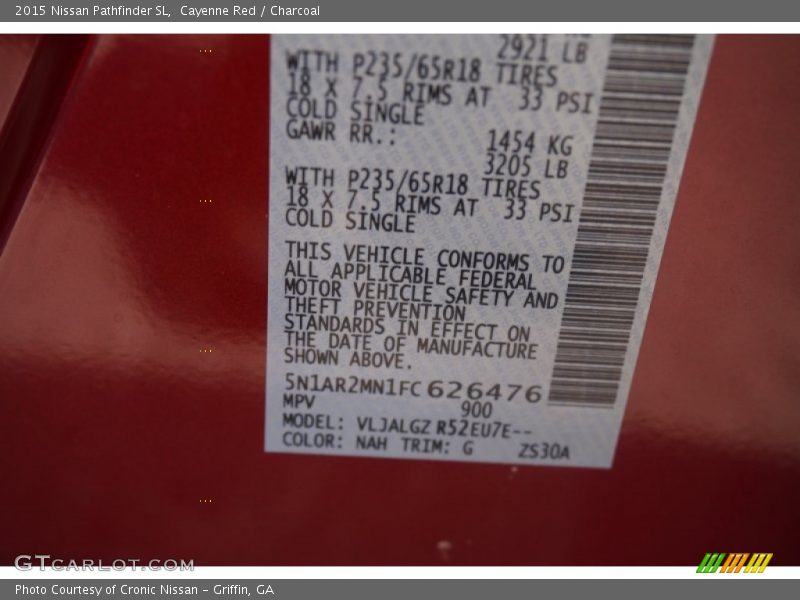 2015 Nissan Pathfinder SL,  Cayenne Red / Charcoal
2921 LB
WITH P235/65R18 TIRES
18 X 7.5 RIMS AT 33 PSI
COLD SINGLE
GAWR RR.: 1454 KG
3205 LB
WITH P235/65R18 TIRES
18 X 7.5 RIMS AT 33 PSI
COLD SINGLE
THIS VEHICLE CONFORMS TO
ALL APPLICABLE FEDERAL
MOTOR VEHICLE SAFETY AND
THEFT PREVENTION
STANDARDS IN EFFECT ON
THE DATE OF MANUFACTURE
SHOWN ABOVE.
5N1AR2MN1FC626476
MPV 900
MODEL: VLJALGZ R52EU7E--
COLOR: NAH TRIM: G ZS30A
GTCARLOT.COM
Photo Courtesy of Cronic Nissan – Griffin, GA